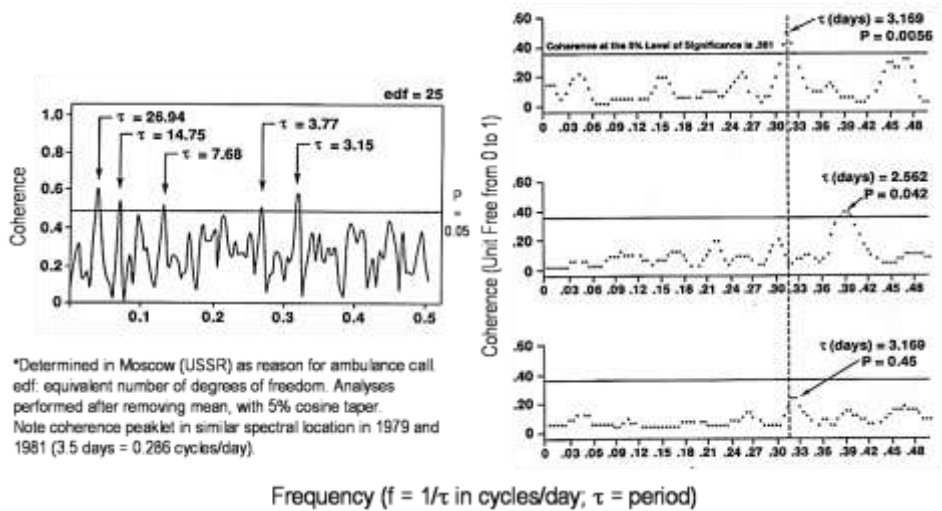 edf = 25
1.0
0.8
0.6
0.4
0.2
0
Coherence
τ = 26.94
τ = 14.75
τ = 7.68
τ = 3.77
τ = 3.15
P
=
0.05
0.1
0.2
0.3
0.4
0.5
*Determined in Moscow (USSR) as reason for ambulance call.
edf: equivalent number of degrees of freedom. Analyses
performed after removing mean, with 5% cosine taper.
Note coherence peaklet in similar spectral location in 1979 and
1981 (3.5 days = 0.286 cycles/day).
Coherence (Unit Free from 0 to 1)
.60
.40
.20
0
τ (days) = 3.169
P = 0.0056
Coherence at the 5% Level of Significance is .361
0 .03 .06 .09 .12 .15 .18 .21 .24 .27 .30 .33 .36 .39 .42 .45 .48
.60
.40
.20
0
τ (days) = 2.562
P = 0.042
0 .03 .06 .09 .12 .15 .18 .21 .24 .27 .30 .33 .36 .39 .42 .45 .48
.60
.40
.20
0
τ (days) = 3.169
P = 0.45
0 .03 .06 .09 .12 .15 .18 .21 .24 .27 .30 .33 .36 .39 .42 .45 .48
Frequency (f = 1/τ in cycles/day; τ = period)